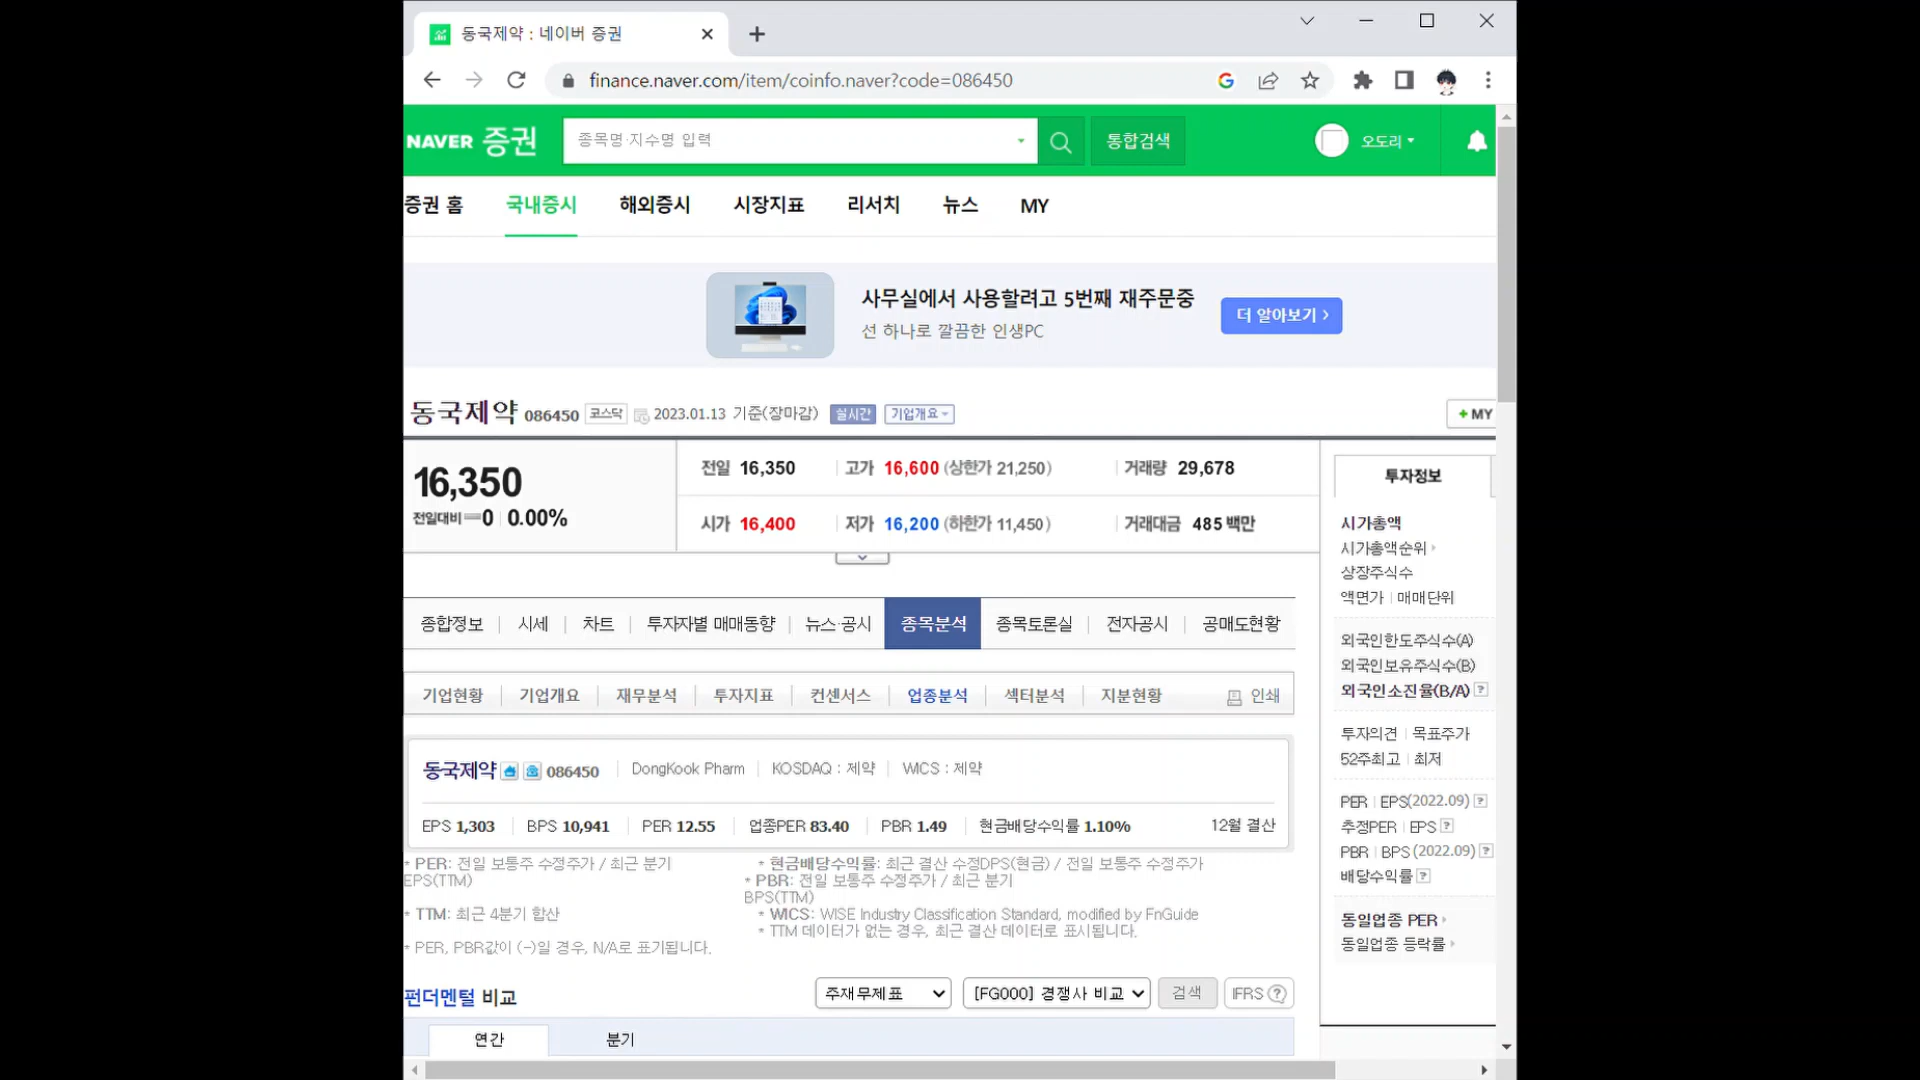 동국제약 : 네이버 증권
finance.naver.com/item/coinfo.naver?code=086450
NAVER 증권
종목명·지수명 입력
통합검색
오도리
증권 홈 국내증시 해외증시 시장지표 리서치 뉴스 MY
사무실에서 사용할려고 5번째 재주문중
선 하나로 깔끔한 인생PC
더 알아보기
동국제약 086450 코스닥 2023.01.13 기준(장마감) 실시간 기업개요
+ MY
16,350
전일대비 0 0.00%
전일 16,350 고가 16,600 (상한가 21,250) 거래량 29,678
시가 16,400 저가 16,200 (하한가 11,450) 거래대금 485 백만
종합정보 시세 차트 투자자별 매매동향 뉴스·공시 종목분석 종목토론실 전자공시 공매도현황
기업현황 기업개요 재무분석 투자지표 컨센서스 업종분석 섹터분석 지분현황 인쇄
동국제약 086450 DongKook Pharm KOSDAQ : 제약 WICS : 제약
EPS 1,303 BPS 10,941 PER 12.55 업종PER 83.40 PBR 1.49 현금배당수익률 1.10% 12월 결산
* PER: 전일 보통주 수정주가 / 최근 분기
EPS(TTM)
* TTM: 최근 4분기 합산
* PER, PBR값이 (-)일 경우, N/A로 표기됩니다.
* 현금배당수익률: 최근 결산 수정DPS(현금) / 전일 보통주 수정주가
* PBR: 전일 보통주 수정주가 / 최근 분기
BPS(TTM)
* WICS: WISE Industry Classification Standard, modified by FnGuide
* TTM 데이터가 없는 경우, 최근 결산 데이터로 표시됩니다.
펀더멘털 비교
주재무제표 [FG000] 경쟁사 비교 검색 IFRS ?
연간 분기
투자정보
시가총액
시가총액순위
상장주식수
액면가 매매단위
외국인한도주식수(A)
외국인보유주식수(B)
외국인소진율(B/A) ?
투자의견 목표주가
52주최고 최저
PER EPS(2022.09) ?
추정PER EPS ?
PBR BPS (2022.09) ?
배당수익률 ?
동일업종 PER
동일업종 등락률